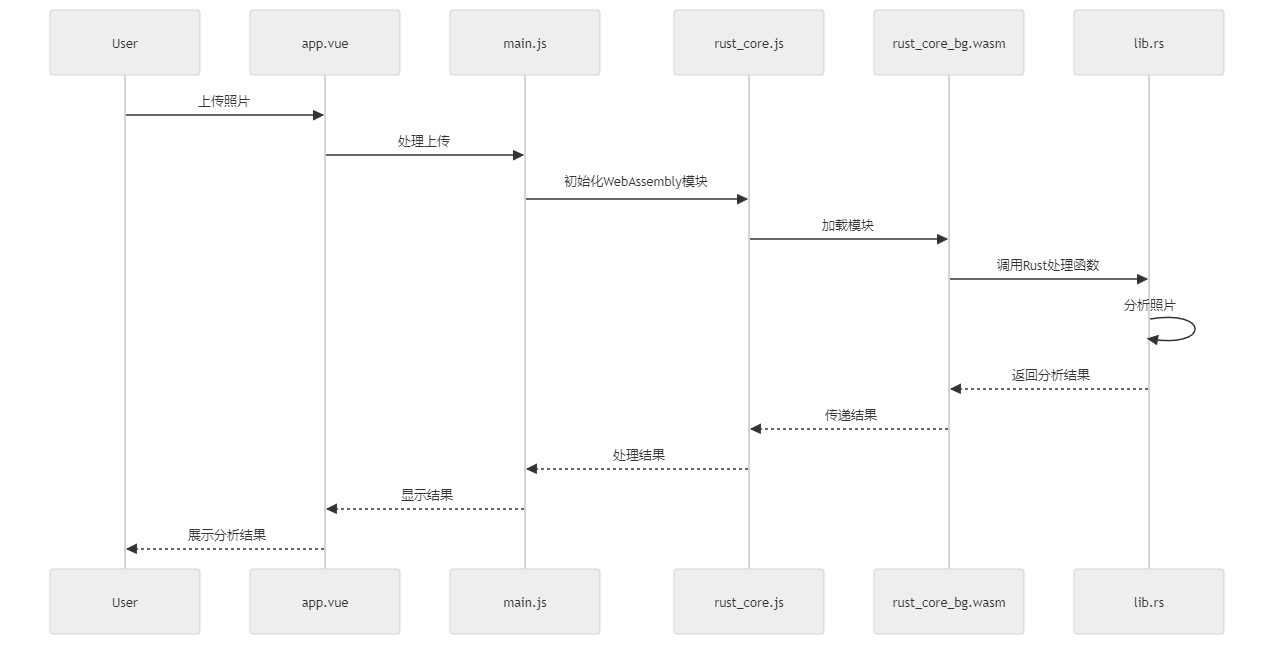 User
app.vue
main.js
rust_core.js
rust_core_bg.wasm
lib.rs
上传照片
处理上传
初始化WebAssembly模块
加载模块
调用Rust处理函数
分析照片
返回分析结果
传递结果
处理结果
显示结果
展示分析结果
User
app.vue
main.js
rust_core.js
rust_core_bg.wasm
lib.rs